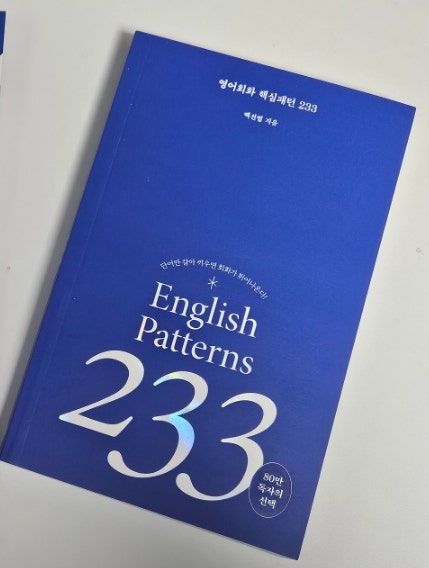 영어회화 핵심패턴 233
백선엽 지음
단어만 갈아 끼우면 회화가 튀어나온다!
English
Patterns
233
80만
독자의
선택